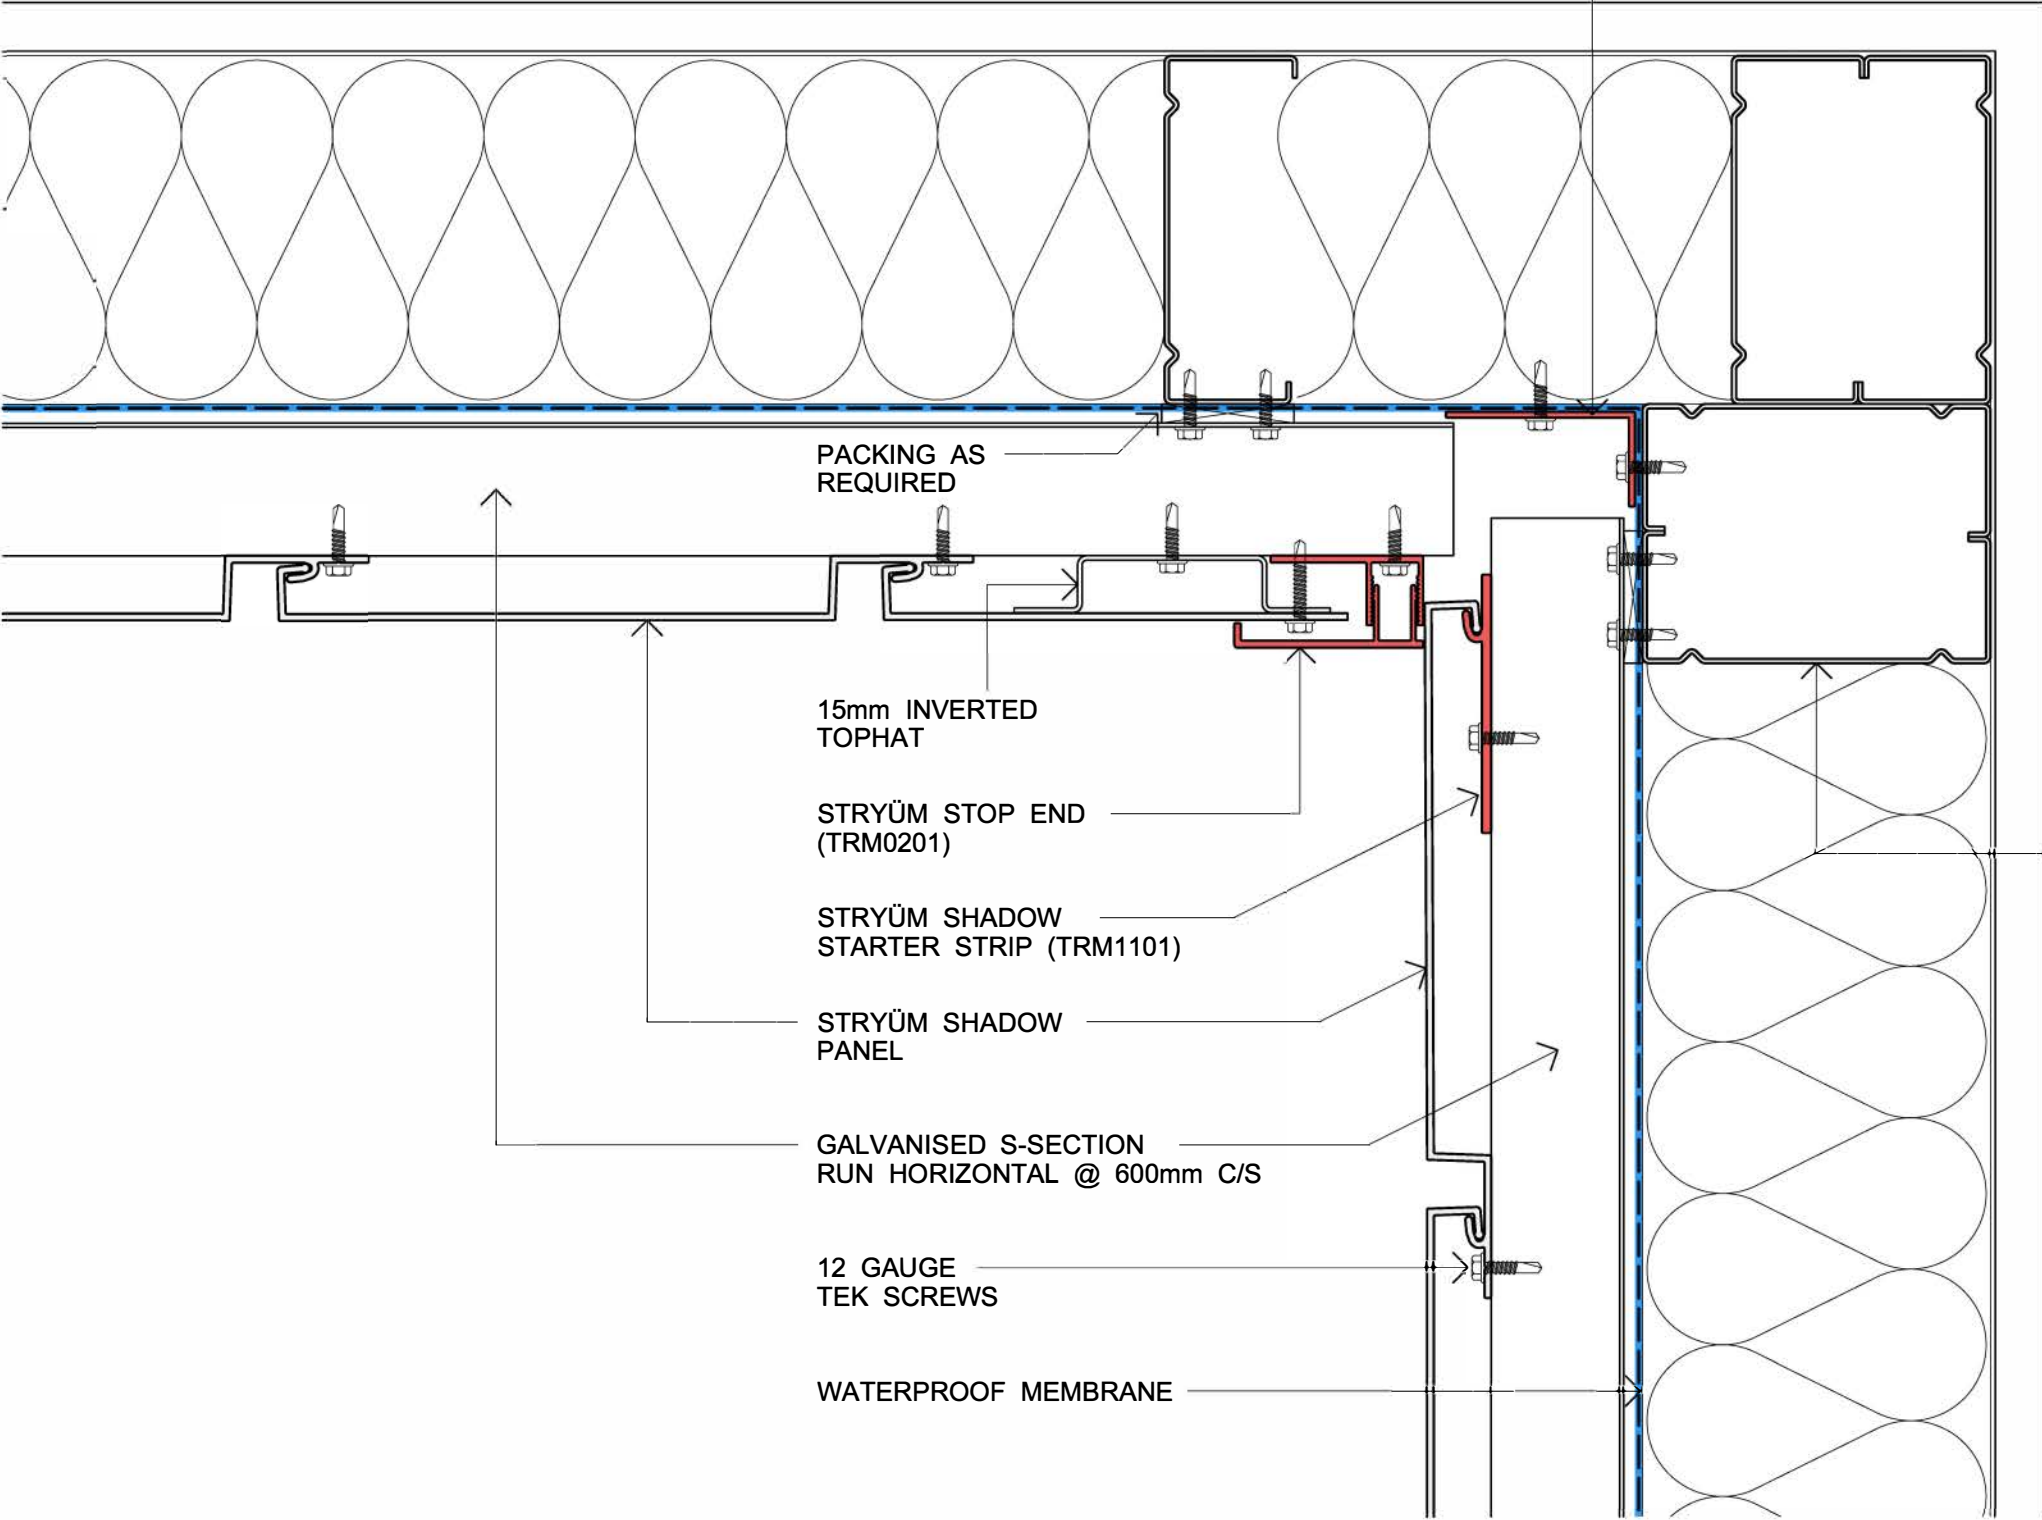 PACKING AS
REQUIRED
15mm INVERTED
TOPHAT
STRYÜM STOP END
(TRM0201)
STRYÜM SHADOW
STARTER STRIP (TRM1101)
STRYÜM SHADOW
PANEL
GALVANISED S-SECTION
RUN HORIZONTAL @ 600mm C/S
12 GAUGE
TEK SCREWS
WATERPROOF MEMBRANE